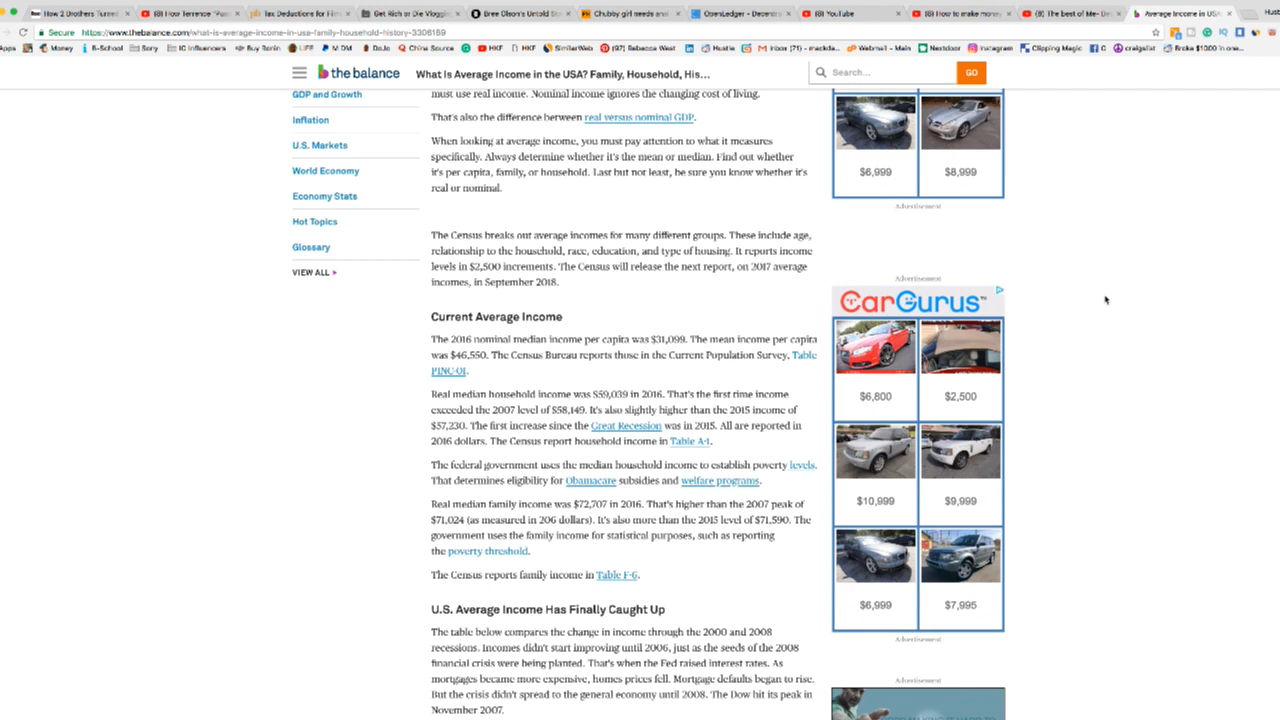 How 2 Brothers Turned
(8) How Terrence "Pas
Tax Deductions for Fil
Get Rich or Die Vloggi
Bree Olson's Untold St
Chubby girl seeks and
OpenLedger - Decentra
(8) YouTube
(8) How to make money
(8) The best of Me- De
Average Income in USA
Secure https://www.thebalance.com/what-is-average-income-in-usa-family-household-history-3306189
Apps
Money
B-School
Sony
IG Influencers
Buy Ronin
LIFF
MOM
DoJo
China Source
HKF
HKF
SimilarWeb
(97) Rebecca West
Hustle
Inbox (71) - mackda...
Webmail - Main
Nextdoor
Instagram
Clipping Magic
craigslist
Broke $1000 in one...
the balance
What Is Average Income in the USA? Family, Household, His...
Search...
GO
GDP and Growth
Inflation
U.S. Markets
World Economy
Economy Stats
Hot Topics
Glossary
VIEW ALL
must use real income. Nominal income ignores the changing cost of living.
That's also the difference between real versus nominal GDP.
When looking at average income, you must pay attention to what it measures
specifically. Always determine whether it's the mean or median. Find out whether
it's per capita, family, or household. Last but not least, be sure you know whether it's
real or nominal.
The Census breaks out average incomes for many different groups. These include age,
relationship to the household, race, education, and type of housing. It reports income
levels in $2,500 increments. The Census will release the next report, on 2017 average
incomes, in September 2018.
Current Average Income
The 2016 nominal median income per capita was $31,099. The mean income per capita
was $46,550. The Census Bureau reports those in the Current Population Survey, Table
PINC-01.
Real median household income was $59,039 in 2016. That's the first time income
exceeded the 2007 level of $58,149. It's also slightly higher than the 2015 income of
$57,230. The first increase since the Great Recession was in 2015. All are reported in
2016 dollars. The Census report household income in Table A-1.
The federal government uses the median household income to establish poverty levels.
That determines eligibility for Obamacare subsidies and welfare programs.
Real median family income was $72,707 in 2016. That's higher than the 2007 peak of
$71,024 (as measured in 206 dollars). It's also more than the 2015 level of $71,590. The
government uses the family income for statistical purposes, such as reporting
the poverty threshold.
The Census reports family income in Table F-6.
U.S. Average Income Has Finally Caught Up
The table below compares the change in income through the 2000 and 2008
recessions. Incomes didn't start improving until 2006, just as the seeds of the 2008
financial crisis were being planted. That's when the Fed raised interest rates. As
mortgages became more expensive, homes prices fell. Mortgage defaults began to rise.
But the crisis didn't spread to the general economy until 2008. The Dow hit its peak in
November 2007.
$6,999
$8,999
Advertisement
Advertisement
CarGurus™
$6,800
$2,500
$10,999
$9,999
$6,999
$7,995
Advertisement
Advertisement